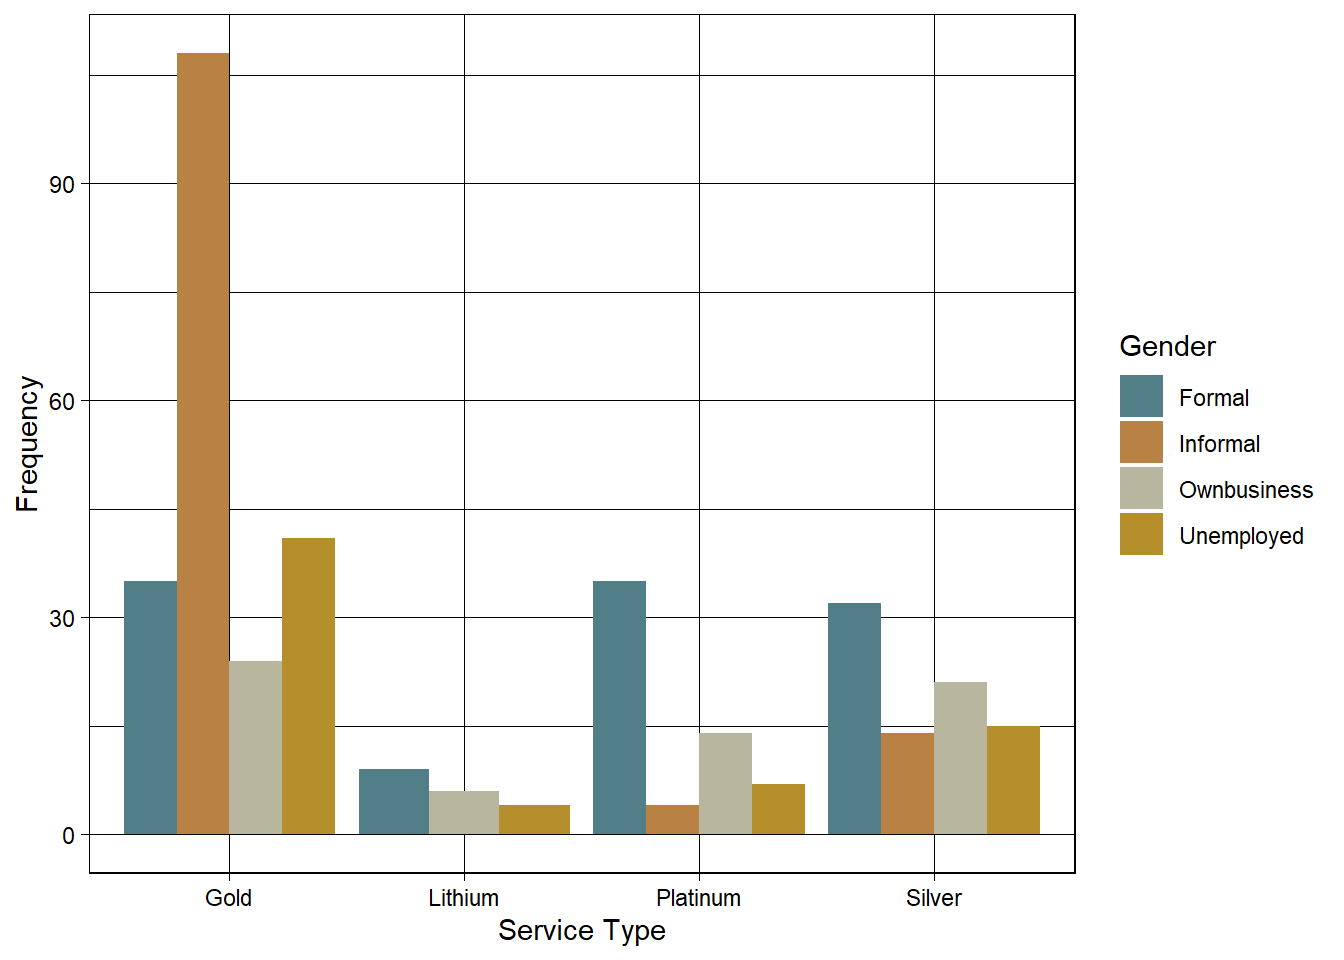 90
60
30
0
Frequency
Gold Lithium Platinum Silver
Service Type
Gender
Formal
Informal
Ownbusiness
Unemployed